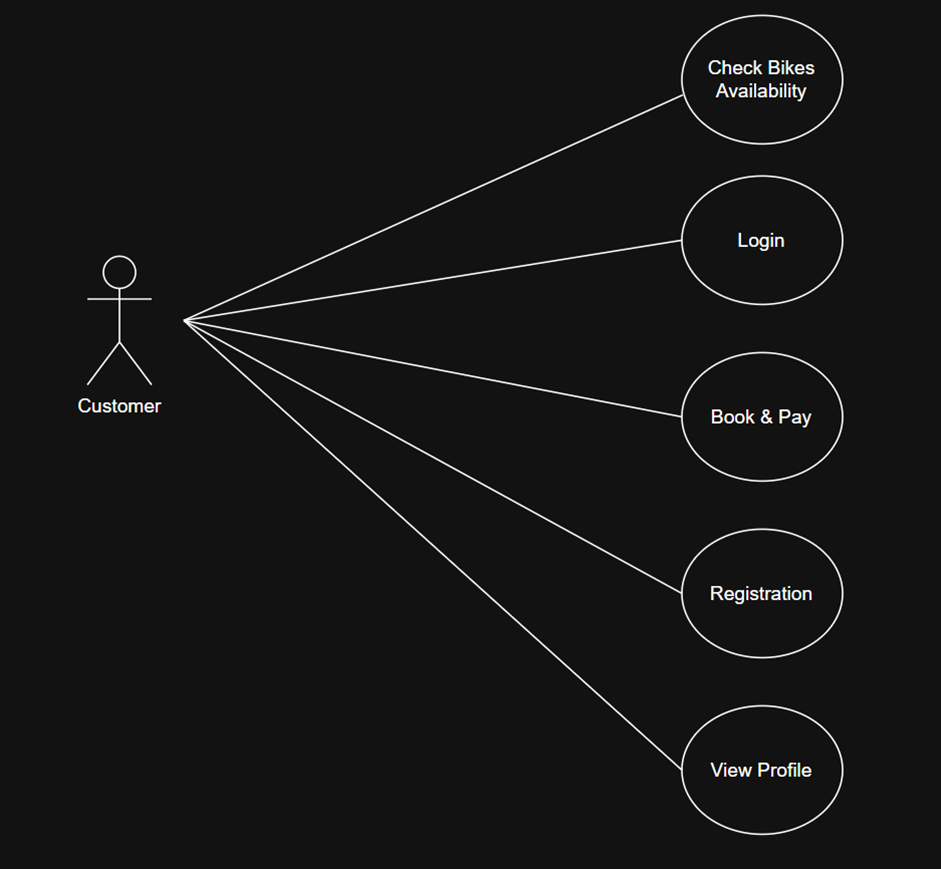 Check Bikes
Availability
Login
Customer
Book & Pay
Registration
View Profile